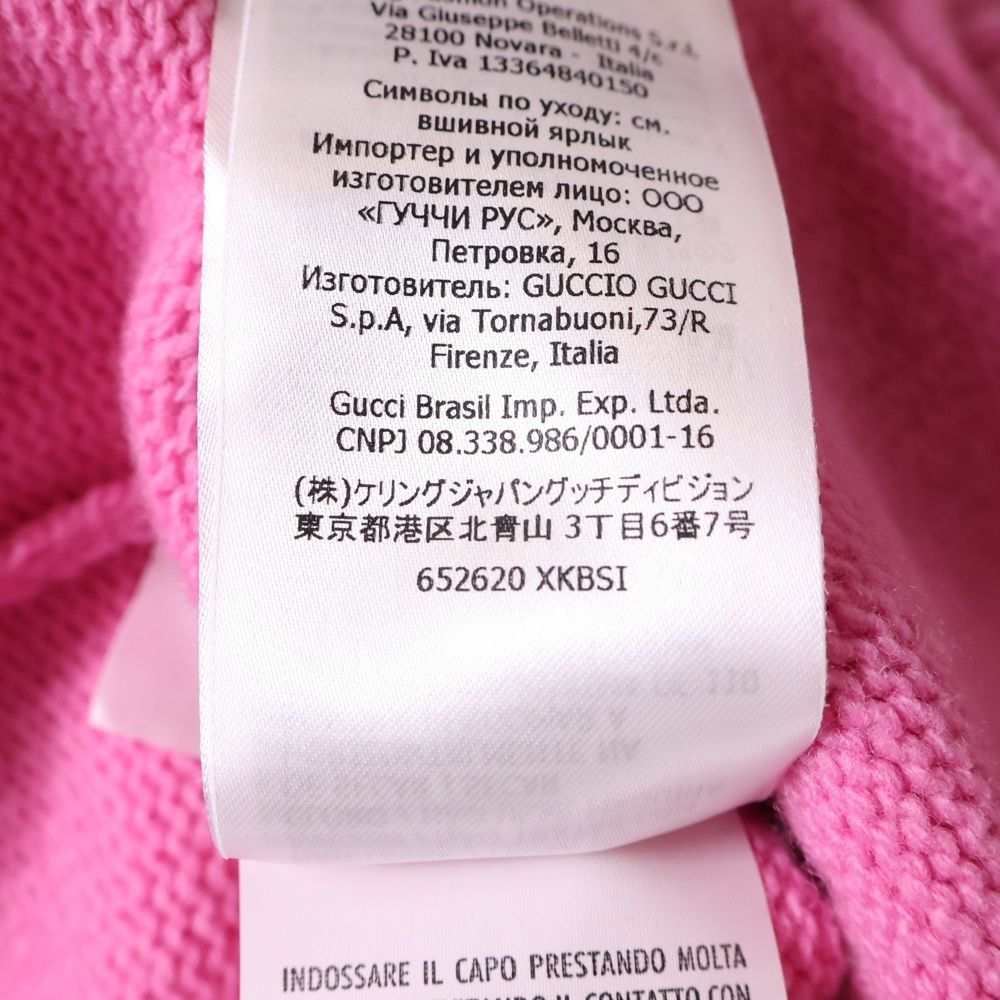 Operations S.r.l.
Via Giuseppe Belletti 4/c
28100 Novara - Italia
P. Iva 13364840150
Символы по уходу: см.
вшивной ярлык
Импортер и уполномоченное
изготовителем лицо: ООО
«ГУЧЧИ РУС», Москва,
Петровка, 16
Изготовитель: GUCCIO GUCCI
S.p.A, via Tornabuoni,73/R
Firenze, Italia
Gucci Brasil Imp. Exp. Ltda.
CNPJ 08.338.986/0001-16
(株)ケリングジャパングッチディビジョン
東京都港区北青山 3丁目6番7号
652620 XKBSI
INDOSSARE IL CAPO PRESTANDO MOLTA
IL CONTATTO CON